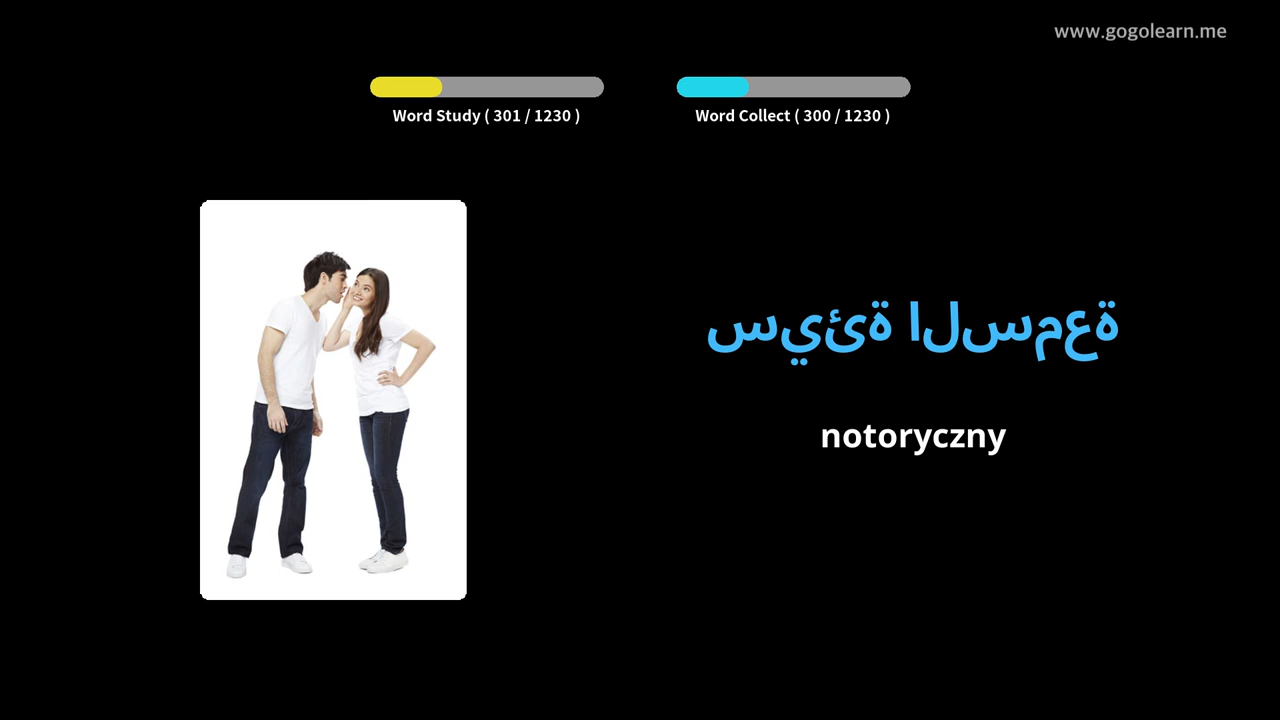 www.gogolearn.me
Word Study ( 301 / 1230 )
Word Collect ( 300 / 1230 )
سيئة السمعة
notoryczny